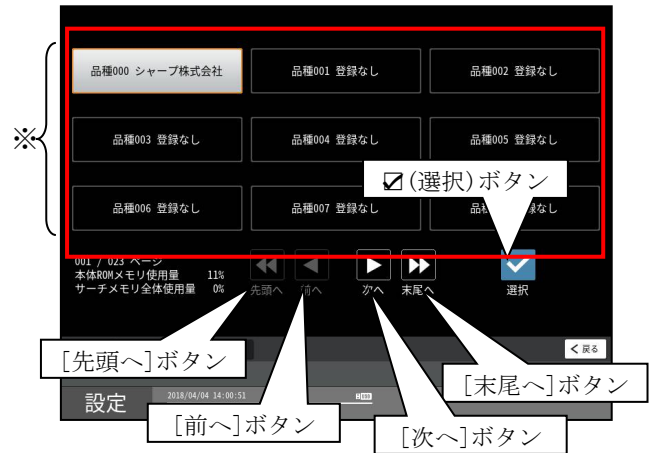 品種000 シャープ株式会社
品種001 登録なし
品種002 登録なし
※
品種003 登録なし
品種004 登録なし
品種005 登録なし
☑(選択)ボタン
品種006 登録なし
品種007 登録なし
録なし
001 / 023 ページ
本体ROMメモリ使用量 11%
サーチメモリ全体使用量 0%
先頭へ
前へ
次へ
末尾へ
選択
[先頭へ]ボタン
戻る
[末尾へ]ボタン
設定
2018/04/04 14:00:51
[前へ]ボタン
[次へ]ボタン